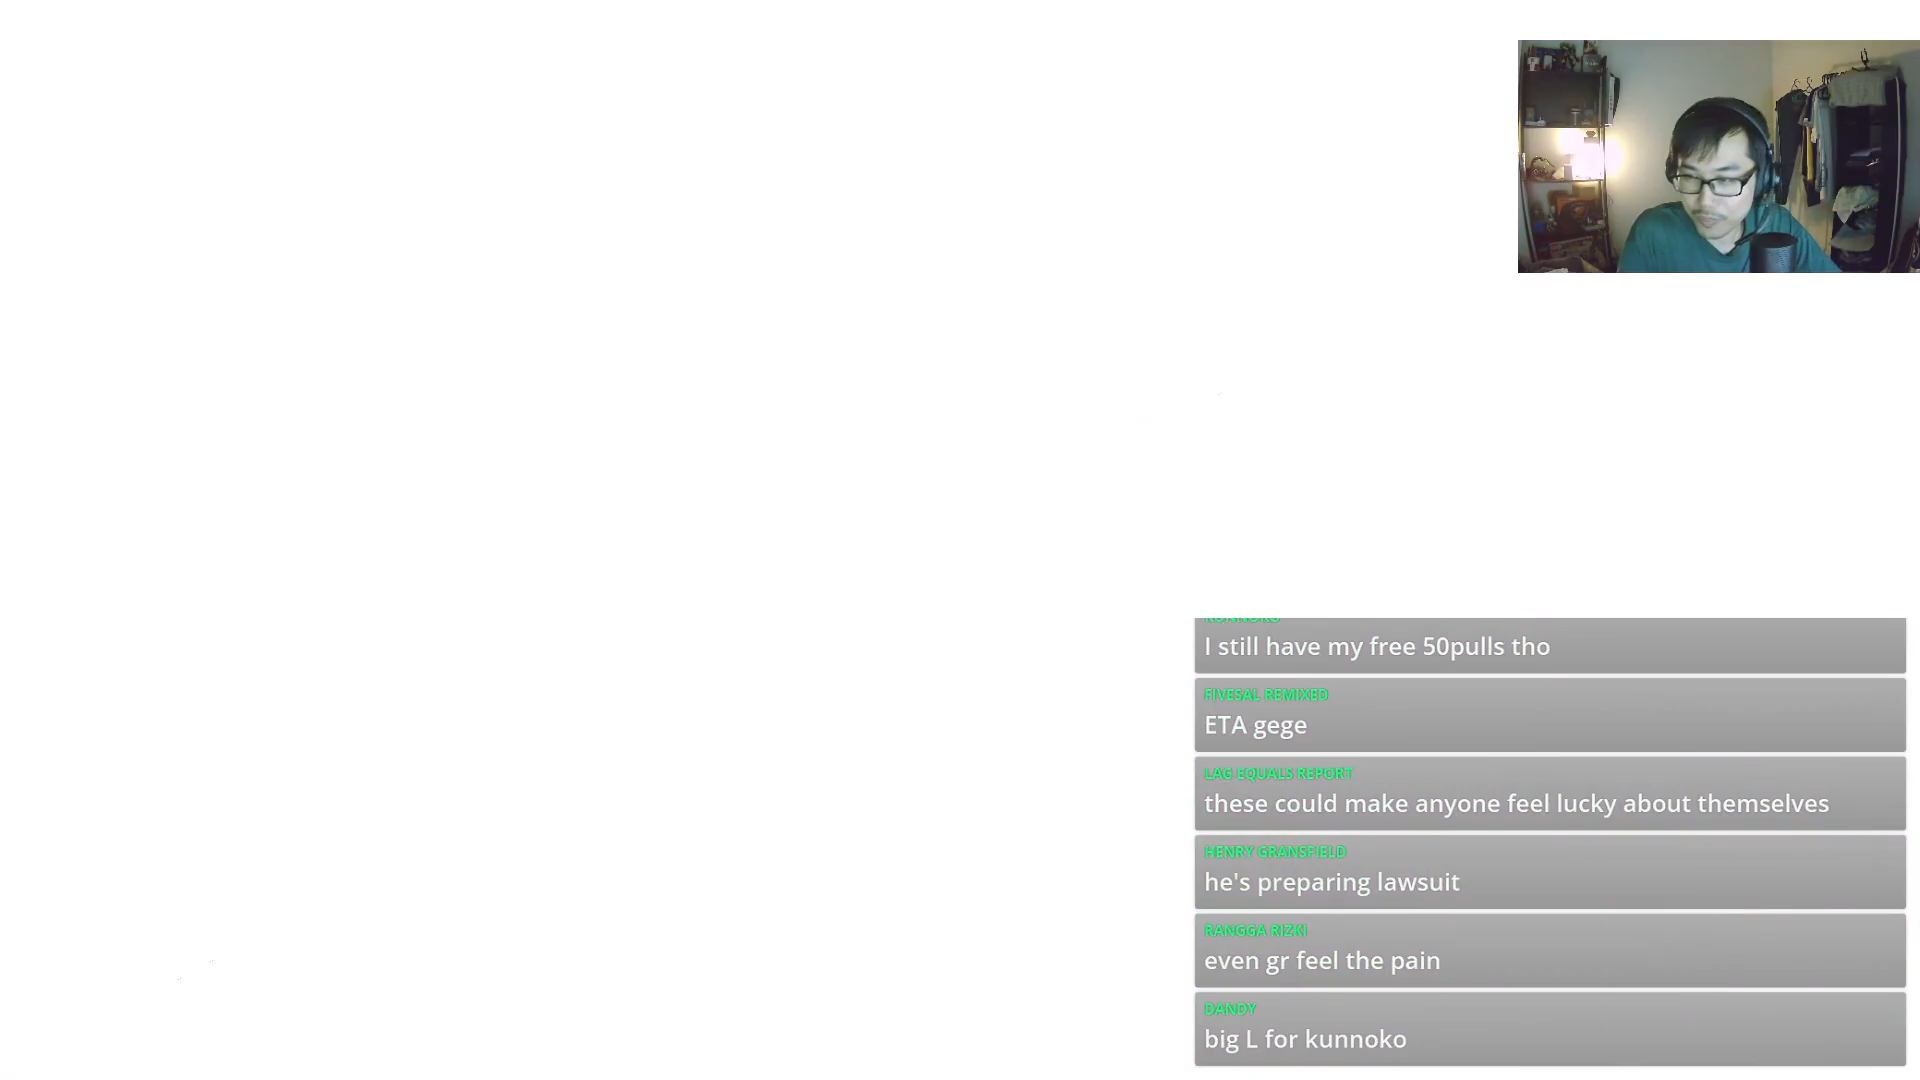 I still have my free 50pulls tho
FIVESAL REMIXED
ETA gege
LAG EQUALS REPORT
these could make anyone feel lucky about themselves
HENRY GRANSFIELD
he's preparing lawsuit
RANGGA RIZKI
even gr feel the pain
DANDY
big L for kunnoko